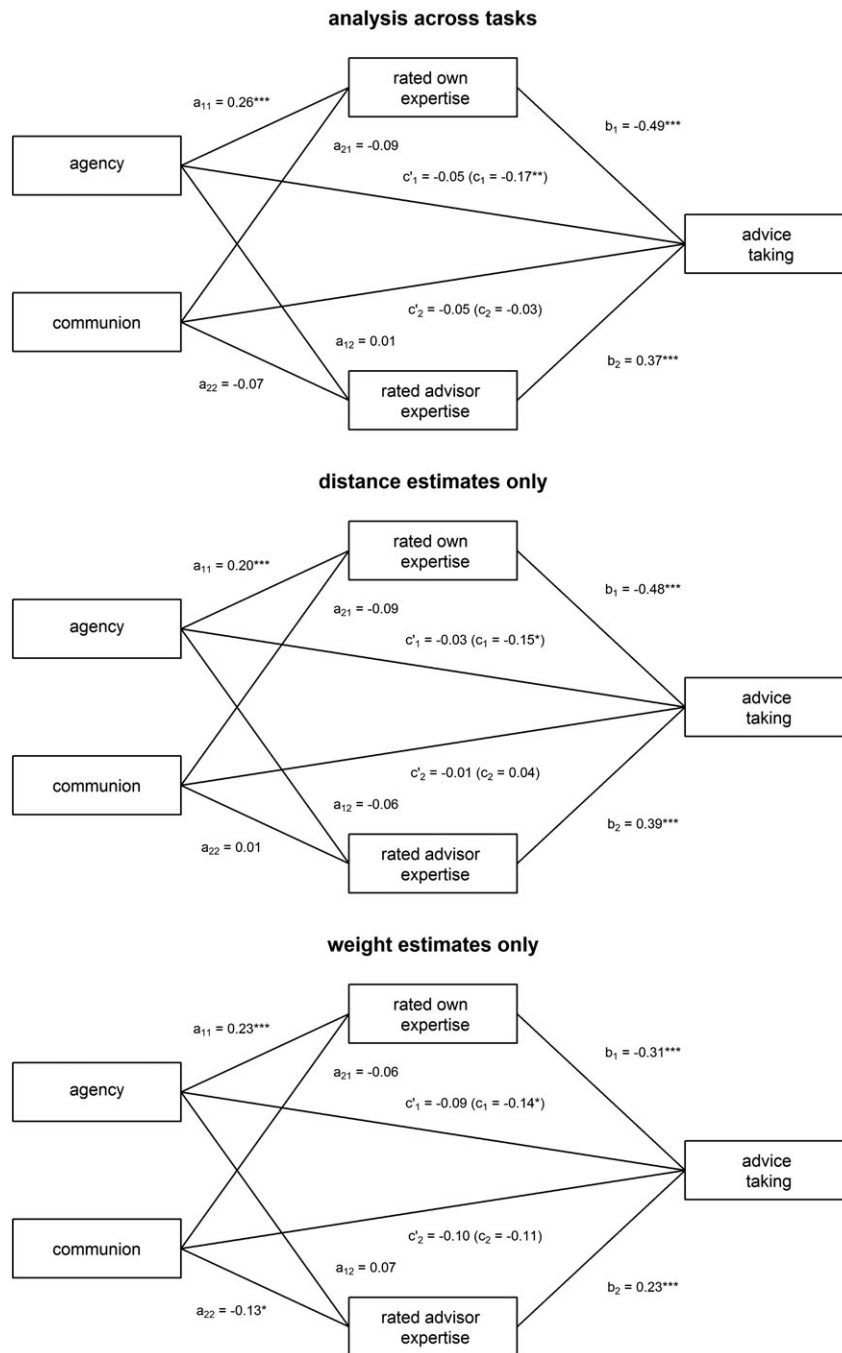 analysis across tasks
rated own
expertise
a₁₁ = 0.26***
b₁ = -0.49***
a₂₁ = -0.09
agency
c'₁ = -0.05 (c₁ = -0.17**)
advice
taking
communion
c'₂ = -0.05 (c₂ = -0.03)
a₁₂ = 0.01
a₂₂ = -0.07
b₂ = 0.37***
rated advisor
expertise
distance estimates only
rated own
expertise
a₁₁ = 0.20***
b₁ = -0.48***
a₂₁ = -0.09
agency
c'₁ = -0.03 (c₁ = -0.15*)
advice
taking
communion
c'₂ = -0.01 (c₂ = 0.04)
a₁₂ = -0.06
a₂₂ = 0.01
b₂ = 0.39***
rated advisor
expertise
weight estimates only
rated own
expertise
a₁₁ = 0.23***
b₁ = -0.31***
a₂₁ = -0.06
agency
c'₁ = -0.09 (c₁ = -0.14*)
advice
taking
communion
c'₂ = -0.10 (c₂ = -0.11)
a₁₂ = 0.07
a₂₂ = -0.13*
b₂ = 0.23***
rated advisor
expertise